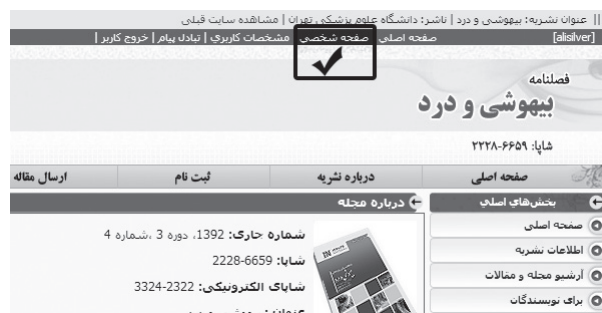 || عنوان نشریه: بیهوشی و درد | ناشر: دانشگاه علوم پزشکی تهران | مشاهده سایت قبلی
[alisilver] صفحه اصلی صفحه شخصی مشخصات کاربری | تبادل پیام | خروج کاربر |
فصلنامه
بیهوشی و درد
شاپا: ۶۶۵۹-۲۲۲۸
صفحه اصلی درباره نشریه ثبت نام ارسال مقاله
بخش‌های اصلی
درباره مجله
صفحه اصلی
اطلاعات نشریه
آرشیو مجله و مقالات
برای نویسندگان
شماره جاری: 1392، دوره 3 ،شماره 4
شاپا: 2228-6659
شاپای الکترونیکی: 2322-3324